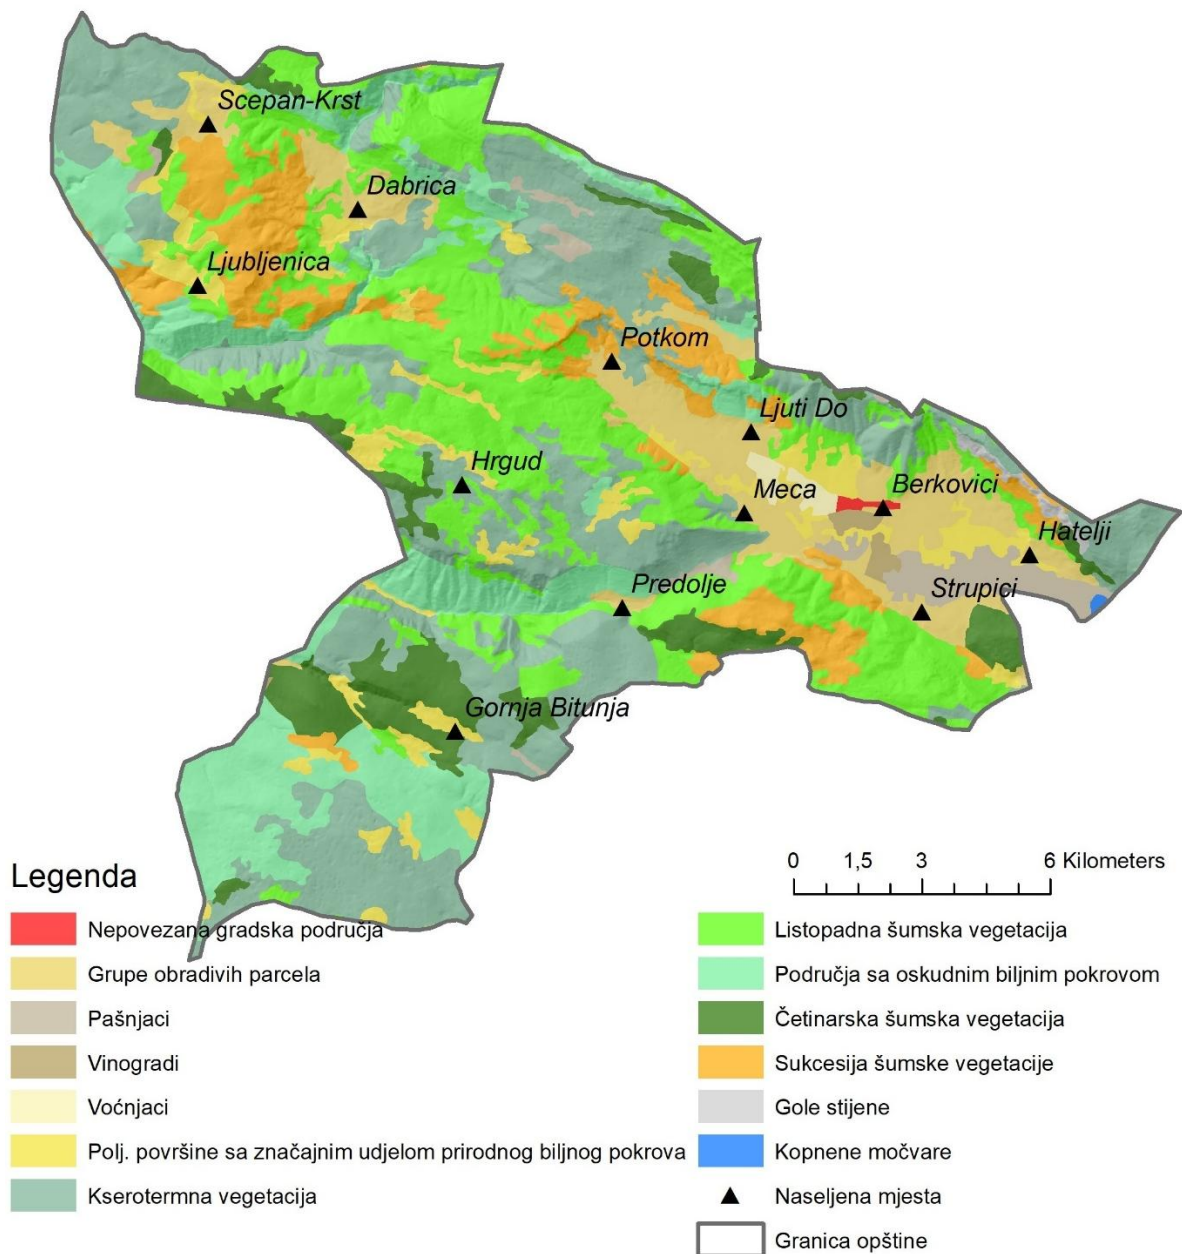 Scepan-Krst
Dabrica
Ljubljenica
Potkom
Ljuti Do
Hrgud
Meca
Berkovici
Hatelji
Predolje
Strupici
Gornja Bitunja
0 1,5 3 6 Kilometers
Legenda
Nepovezana gradska područja
Grupe obradivih parcela
Pašnjaci
Vinogradi
Voćnjaci
Polj. površine sa značajnim udjelom prirodnog biljnog pokrova
Kserotermna vegetacija
Listopadna šumska vegetacija
Područja sa oskudnim biljnim pokrovom
Četinarska šumska vegetacija
Sukcesija šumske vegetacije
Gole stijene
Kopnene močvare
Naseljena mjesta
Granica opštine